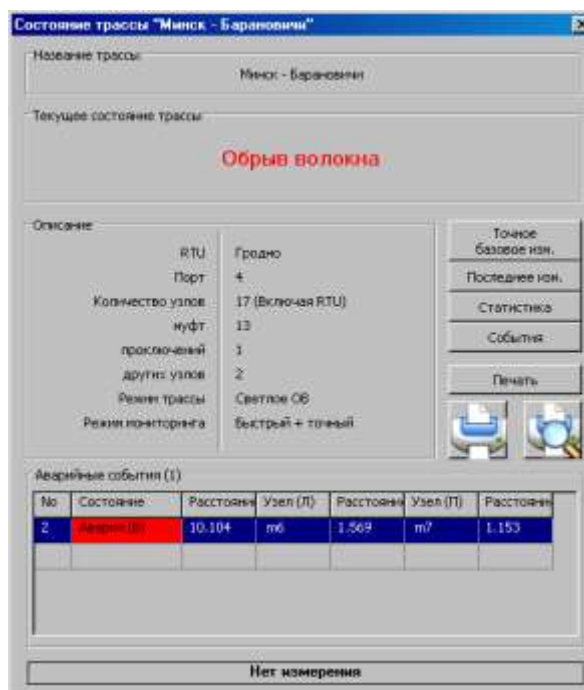 Состояние трассы "Минск - Барановичи"
Название трассы
Минск - Барановичи
Текущее состояние трассы
Обрыв волокна
Описание
RTU Гродно
Порт 4
Количество узлов 17 (Включая RTU)
муфт 13
проключений 1
других узлов 2
Режим трассы Светлое ОВ
Режим мониторинга Быстрый + точный
Точное
базовое изм.
Последнее изм.
Статистика
События
Печать
Аварийные события (1)
No Состояние Расстояни Узел (Л) Расстояни Узел (П) Расстояни
2 Авария (В) 10.104 m6 1.569 m7 1.153
Нет измерения